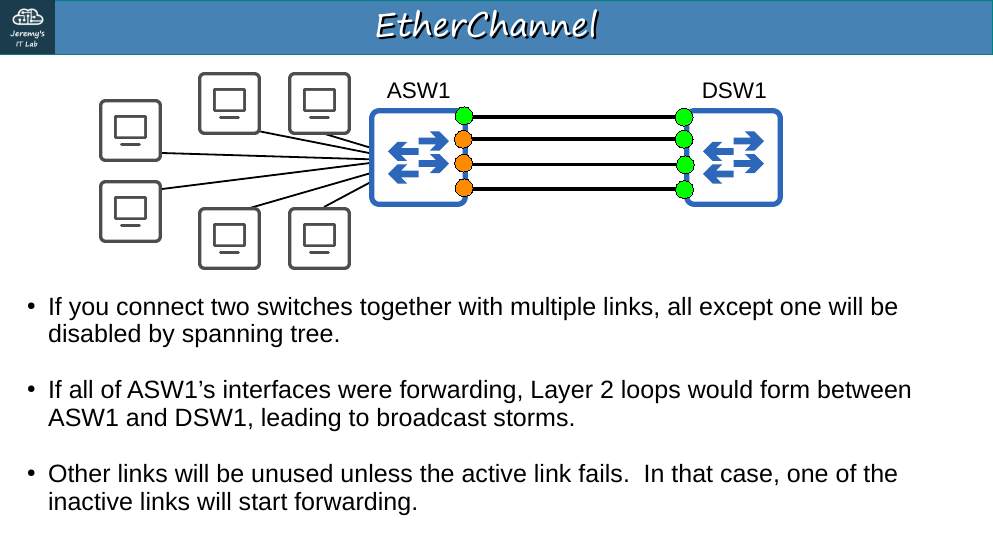 Jeremy's
IT Lab
EtherChannel
ASW1
DSW1
• If you connect two switches together with multiple links, all except one will be
disabled by spanning tree.
• If all of ASW1’s interfaces were forwarding, Layer 2 loops would form between
ASW1 and DSW1, leading to broadcast storms.
• Other links will be unused unless the active link fails.  In that case, one of the
inactive links will start forwarding.